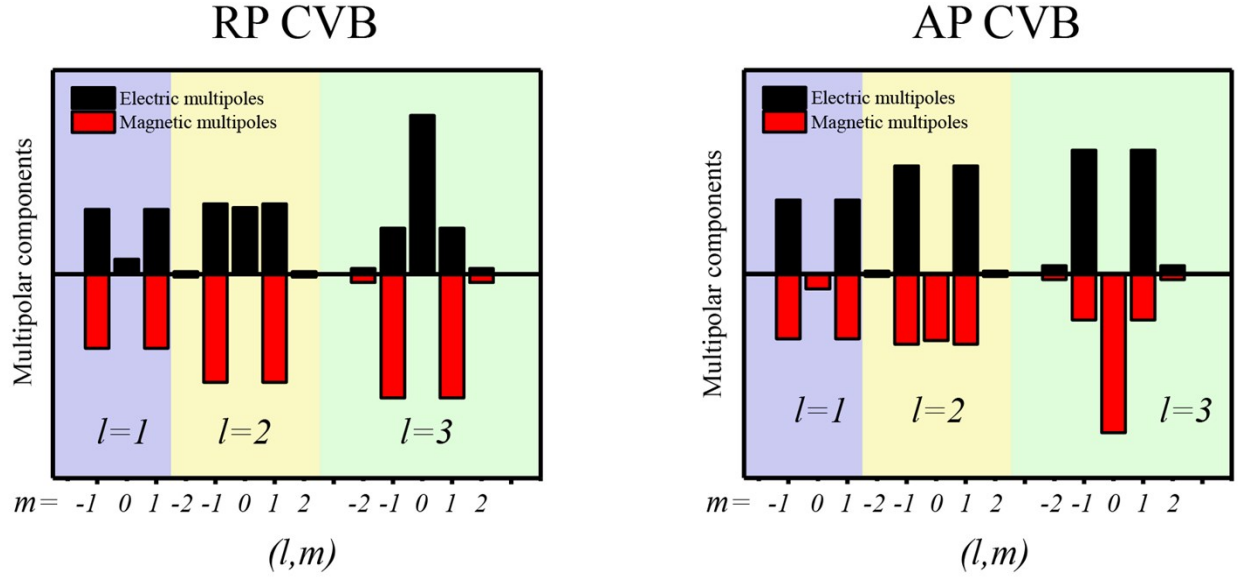 RP CVB
Electric multipoles
Magnetic multipoles
Multipolar components
l=1
l=2
l=3
m= -1 0 1 -2 -1 0 1 2 -2 -1 0 1 2
(l,m)
AP CVB
Electric multipoles
Magnetic multipoles
Multipolar components
l=1
l=2
l=3
m= -1 0 1 -2 -1 0 1 2 -2 -1 0 1 2
(l,m)